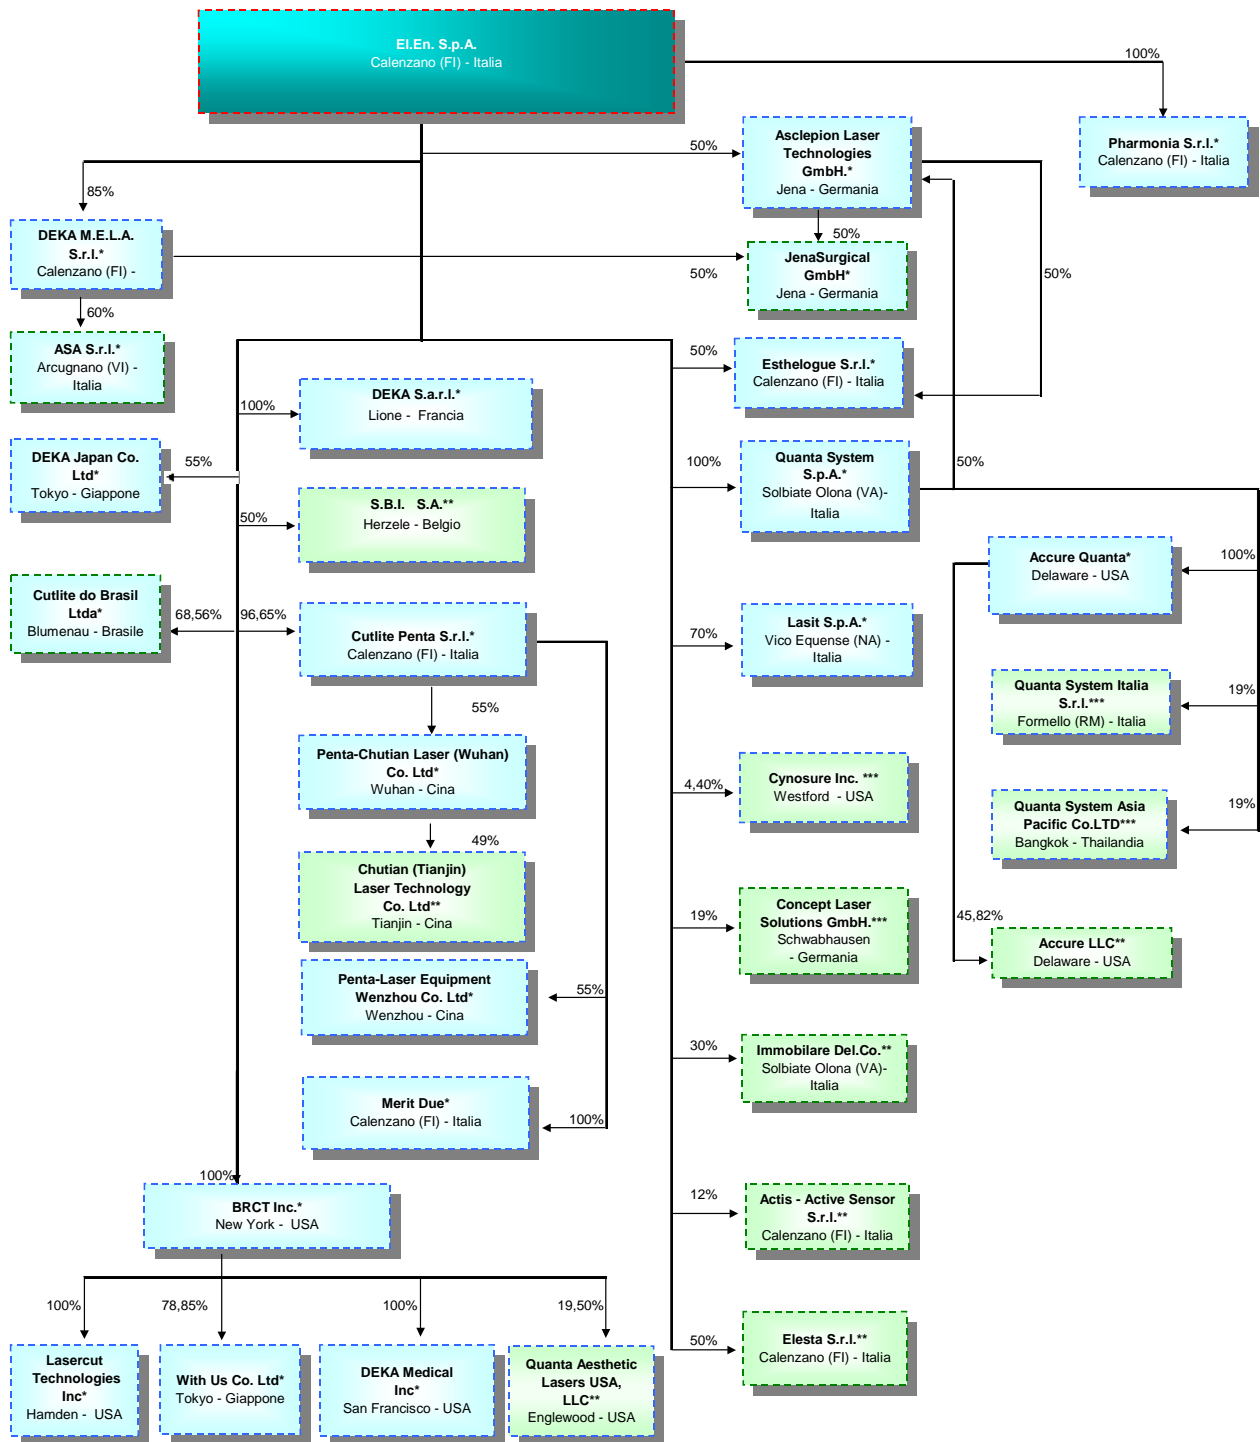 El.En. S.p.A.
Calenzano (FI) - Italia
100%
Pharmonia S.r.l.*
Calenzano (FI) - Italia
50%
Asclepion Laser
Technologies
GmbH.*
Jena - Germania
85%
DEKA M.E.L.A.
S.r.l.*
Calenzano (FI) -
50%
50%
JenaSurgical
GmbH*
Jena - Germania
50%
60%
ASA S.r.l.*
Arcugnano (VI) -
Italia
50%
Esthelogue S.r.l.*
Calenzano (FI) - Italia
100%
DEKA S.a.r.l.*
Lione - Francia
55%
DEKA Japan Co.
Ltd*
Tokyo - Giappone
100%
Quanta System
S.p.A.*
Solbiate Olona (VA)-
Italia
50%
50%
S.B.I. S.A.**
Herzele - Belgio
Accure Quanta*
Delaware - USA
100%
Cutlite do Brasil
Ltda*
Blumenau - Brasile
68,56%
96,65%
Cutlite Penta S.r.l.*
Calenzano (FI) - Italia
70%
Lasit S.p.A.*
Vico Equense (NA) -
Italia
Quanta System Italia
S.r.l.***
Formello (RM) - Italia
19%
55%
Penta-Chutian Laser (Wuhan)
Co. Ltd*
Wuhan - Cina
4,40%
Cynosure Inc. ***
Westford - USA
Quanta System Asia
Pacific Co.LTD***
Bangkok - Thailandia
19%
49%
Chutian (Tianjin)
Laser Technology
Co. Ltd**
Tianjin - Cina
19%
Concept Laser
Solutions GmbH.***
Schwabhausen
- Germania
45,82%
Accure LLC**
Delaware - USA
Penta-Laser Equipment
Wenzhou Co. Ltd*
Wenzhou - Cina
55%
30%
Immobilare Del.Co.**
Solbiate Olona (VA)-
Italia
Merit Due*
Calenzano (FI) - Italia
100%
100%
BRCT Inc.*
New York - USA
12%
Actis - Active Sensor
S.r.l.**
Calenzano (FI) - Italia
100%
78,85%
100%
19,50%
50%
Elesta S.r.l.**
Calenzano (FI) - Italia
Lasercut
Technologies
Inc*
Hamden - USA
With Us Co. Ltd*
Tokyo - Giappone
DEKA Medical
Inc*
San Francisco - USA
Quanta Aesthetic
Lasers USA,
LLC**
Englewood - USA